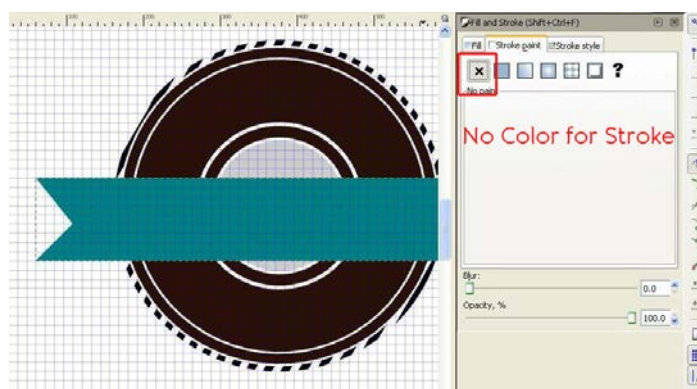 Fill and Stroke (Shift+Ctrl+F)
Fill
Stroke paint
Stroke style
?
No paint
No Color for Stroke
Blur:
0.0
Opacity, %
100.0